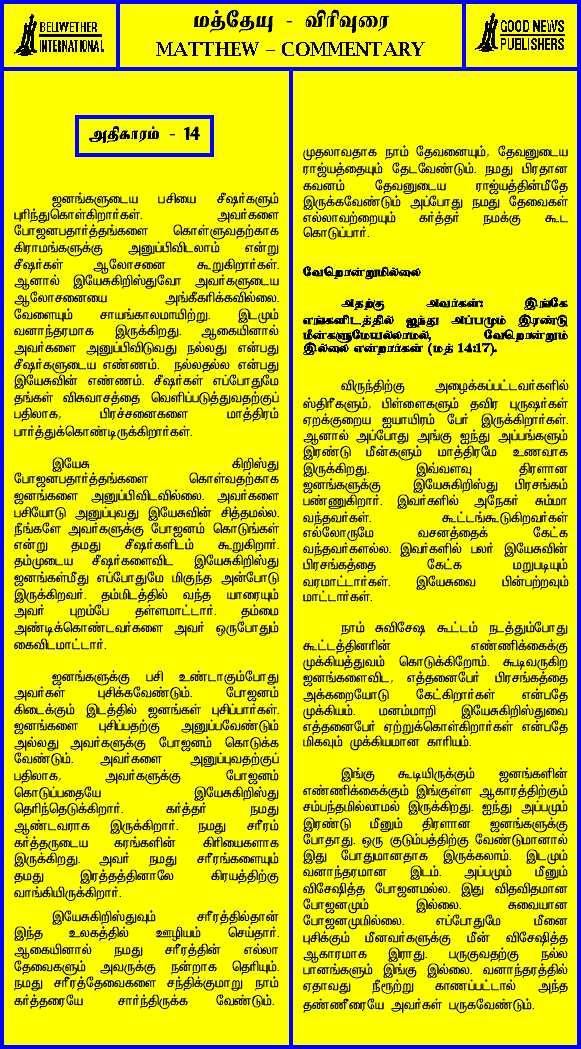 BELIWETHER
INTERNATIONAL
மத்தேயு - விரிவுரை
MATTHEW – COMMENTARY
GOOD NEWS
PUBLISHERS
அதிகாரம் - 14
ஜனங்களுடைய பசியை சீஷர்களும்
புரிந்துகொள்கிறார்கள். அவர்களை
போஜனபதார்த்தங்களை கொள்ளுவதற்காக
கிராமங்களுக்கு அனுப்பிவிடலாம் என்று
சீஷர்கள் ஆலோசனை கூறுகிறார்கள்.
ஆனால் இயேசுகிறிஸ்துவோ அவர்களுடைய
ஆலோசனையை அங்கீகரிக்கவில்லை.
வேளையும் சாயங்காலமாயிற்று. இடமும்
வனாந்தரமாக இருக்கிறது. ஆகையினால்
அவர்களை அனுப்பிவிடுவது நல்லது என்பது
சீஷர்களுடைய எண்ணம். நல்லதல்ல என்பது
இயேசுவின் எண்ணம். சீஷர்கள் எப்போதுமே
தங்கள் விசுவாசத்தை வெளிப்படுத்துவதற்குப்
பதிலாக, பிரச்சனைகளை மாத்திரம்
பார்த்துக்கொண்டிருக்கிறார்கள்.
இயேசு கிறிஸ்து
போஜனபதார்த்தங்களை கொள்வதற்காக
ஜனங்களை அனுப்பிவிடவில்லை. அவர்களை
பசியோடு அனுப்புவது இயேசுவின் சித்தமல்ல.
நீங்களே அவர்களுக்கு போஜனம் கொடுங்கள்
என்று தமது சீஷர்களிடம் கூறுகிறார்.
தம்முடைய சீஷர்களைவிட இயேசுகிறிஸ்து
ஜனங்கள்மீது எப்போதுமே மிகுந்த அன்போடு
இருக்கிறவர். தம்மிடத்தில் வந்த யாரையும்
அவர் புறம்பே தள்ளமாட்டார். தம்மை
அண்டிக்கொண்டவர்களை அவர் ஒருபோதும்
கைவிடமாட்டார்.
ஜனங்களுக்கு பசி உண்டாகும்போது
அவர்கள் புசிக்கவேண்டும். போஜனம்
கிடைக்கும் இடத்தில் ஜனங்கள் புசிப்பார்கள்.
ஜனங்களை புசிப்பதற்கு அனுப்பவேண்டும்
அல்லது அவர்களுக்கு போஜனம் கொடுக்க
வேண்டும். அவர்களை அனுப்புவதற்குப்
பதிலாக, அவர்களுக்கு போஜனம்
கொடுப்பதையே இயேசுகிறிஸ்து
தெரிந்தெடுக்கிறார். கர்த்தர் நமது
ஆண்டவராக இருக்கிறார். நமது சரீரம்
கர்த்தருடைய கரங்களின் கிரியைகளாக
இருக்கிறது. அவர் நமது சரீரங்களையும்
தமது இரத்தத்தினாலே கிரயத்துக்கு
வாங்கியிருக்கிறார்.
இயேசுகிறிஸ்துவும் சரீரத்தில்தான்
இந்த உலகத்தில் ஊழியம் செய்தார்.
ஆகையினால் நமது சரீரத்தின் எல்லா
தேவைகளும் அவருக்கு நன்றாக தெரியும்.
நமது சரீரத்தேவைகளை சந்திக்குமாறு நாம்
கர்த்தரையே சார்ந்திருக்க வேண்டும்.
முதலாவதாக நாம் தேவனையும், தேவனுடைய
ராஜ்யத்தையும் தேடவேண்டும். நமது பிரதான
கவனம் தேவனுடைய ராஜ்யத்தின்மீதே
இருக்கவேண்டும் அப்போது நமது தேவைகள்
எல்லாவற்றையும் கர்த்தர் நமக்கு கூட
கொடுப்பார்.
வேறொன்றுமில்லை
அதற்கு அவர்கள்: இங்கே
எங்களிடத்தில் ஐந்து அப்பமும் இரண்டு
மீன்களுமேயல்லாமல், வேறொன்றும்
இல்லை என்றார்கள் (மத் 14:17).
விருந்திற்கு அழைக்கப்பட்டவர்களில்
ஸ்திரீகளும், பிள்ளைகளும் தவிர புருஷர்கள்
ஏறக்குறைய ஐயாயிரம் பேர் இருக்கிறார்கள்.
ஆனால் அப்போது அங்கு ஐந்து அப்பங்களும்
இரண்டு மீன்களும் மாத்திரமே உணவாக
இருக்கிறது. இவ்வளவு திரளான
ஜனங்களுக்கு இயேசுகிறிஸ்து பிரசங்கம்
பண்ணுகிறார். இவர்களில் அநேகர் சும்மா
வந்தவர்கள். கூட்டங்கூடுகிறவர்கள்
எல்லோருமே வசனத்தைக் கேட்க
வந்தவர்களல்ல. இவர்களில் பலர் இயேசுவின்
பிரசங்கத்தை கேட்க மறுபடியும்
வரமாட்டார்கள். இயேசுவை பின்பற்றவும்
மாட்டார்கள்.
நாம் சுவிசேஷ கூட்டம் நடத்தும்போது
கூட்டத்தினரின் எண்ணிக்கைக்கு
முக்கியத்துவம் கொடுக்கிறோம். கூடிவருகிற
ஜனங்களைவிட, எத்தனைபேர் பிரசங்கத்தை
அக்கறையோடு கேட்கிறார்கள் என்பதே
முக்கியம். மனம்மாறி இயேசுகிறிஸ்துவை
எத்தனைபேர் ஏற்றுக்கொள்கிறார்கள் என்பதே
மிகவும் முக்கியமான காரியம்.
இங்கு கூடியிருக்கும் ஜனங்களின்
எண்ணிக்கைக்கும் இங்குள்ள ஆகாரத்திற்கும்
சம்பந்தமில்லாமல் இருக்கிறது. ஐந்து அப்பமும்
இரண்டு மீனும் திரளான ஜனங்களுக்கு
போதாது. ஒரு குடும்பத்திற்கு வேண்டுமானால்
இது போதுமானதாக இருக்கலாம். இடமும்
வனாந்தரமான இடம். அப்பமும் மீனும்
விசேஷித்த போஜனமல்ல. இது விதவிதமான
போஜனமும் இல்லை. சுவையான
போஜனமுமில்லை. எப்போதுமே மீனை
புசிக்கும் மீனவர்களுக்கு மீன் விசேஷித்த
ஆகாரமாக இராது. பருகுவதற்கு நல்ல
பானங்களும் இங்கு இல்லை. வனாந்தரத்தில்
ஏதாவது நீரூற்று காணப்பட்டால் அந்த
தண்ணீரையே அவர்கள் பருகவேண்டும்.